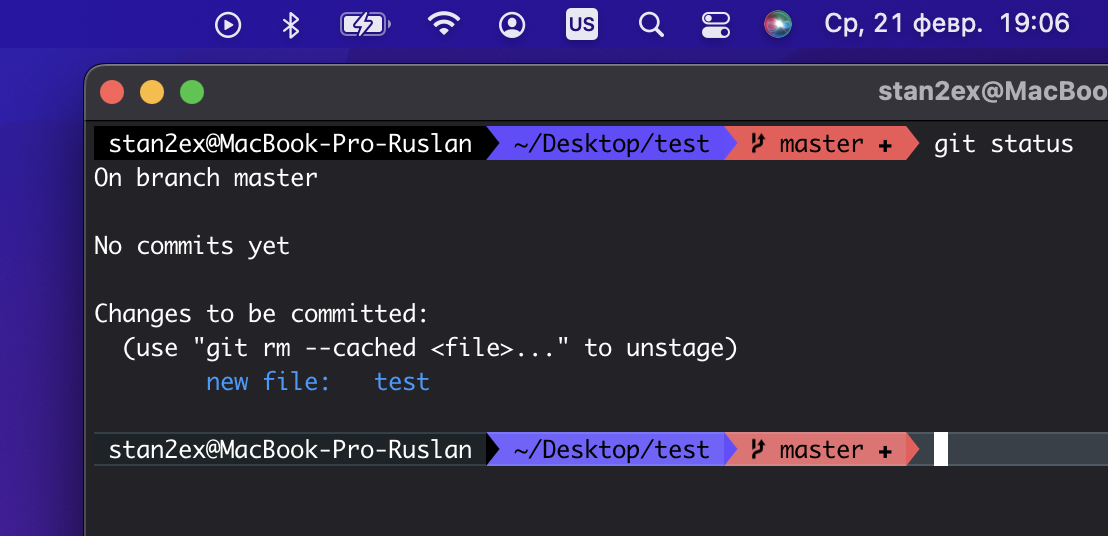 US Ср, 21 февр. 19:06
stan2ex@MacBoo
stan2ex@MacBook-Pro-Ruslan ~/Desktop/test master + git status
On branch master
No commits yet
Changes to be committed:
(use "git rm --cached <file>..." to unstage)
new file: test
stan2ex@MacBook-Pro-Ruslan ~/Desktop/test master +